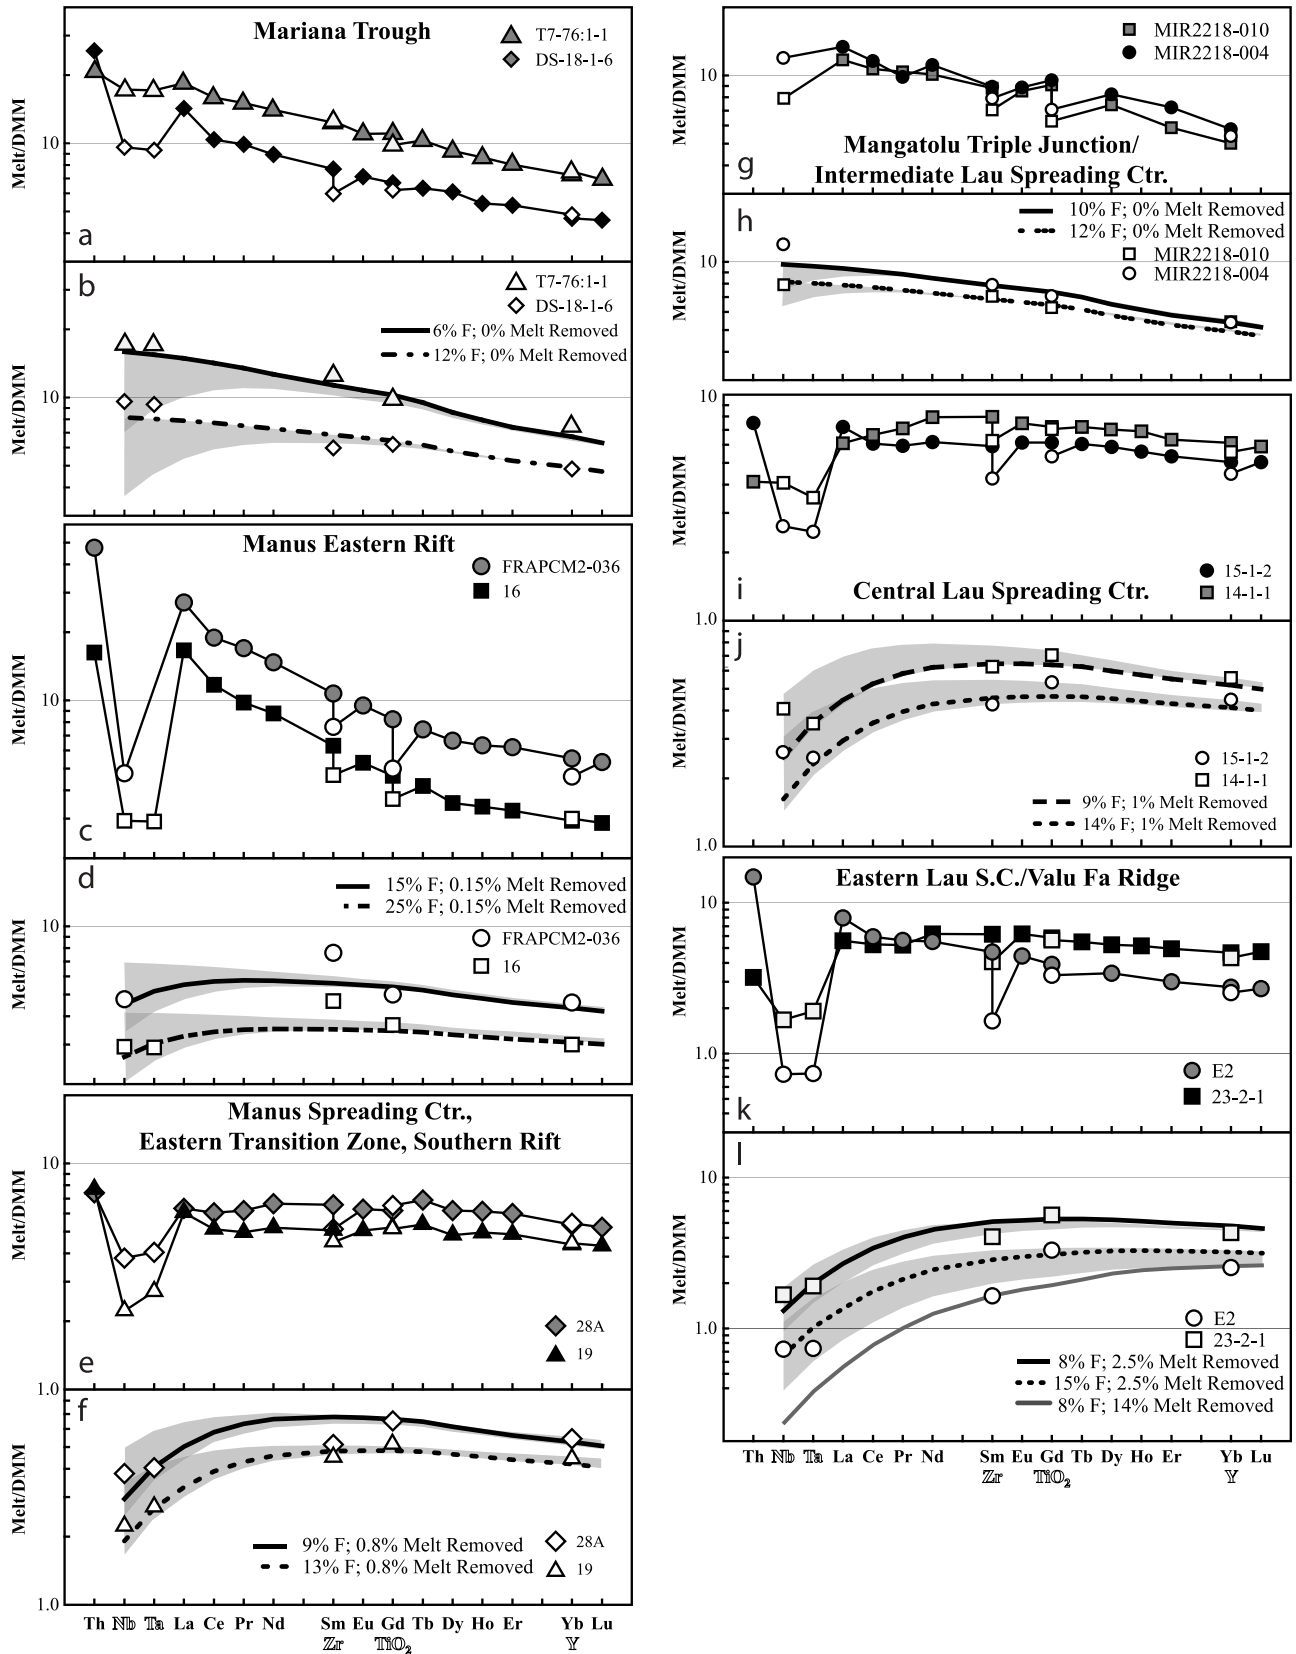 Mariana Trough
T7-76:1-1
DS-18-1-6
Melt/DMM
10
a
b
T7-76:1-1
DS-18-1-6
6% F; 0% Melt Removed
12% F; 0% Melt Removed
Melt/DMM
10
Manus Eastern Rift
FRAPCM2-036
16
Melt/DMM
10
c
d
15% F; 0.15% Melt Removed
25% F; 0.15% Melt Removed
FRAPCM2-036
16
Melt/DMM
10
Manus Spreading Ctr.,
Eastern Transition Zone, Southern Rift
Melt/DMM
10
28A
19
e
1.0
f
Melt/DMM
9% F; 0.8% Melt Removed
13% F; 0.8% Melt Removed
28A
19
1.0
Th Nb Ta La Ce Pr Nd Sm Eu Gd Tb Dy Ho Er Yb Lu
Zr TiO2 Y
MIR2218-010
MIR2218-004
Melt/DMM
10
Mangatolu Triple Junction/
Intermediate Lau Spreading Ctr.
g
h
10% F; 0% Melt Removed
12% F; 0% Melt Removed
MIR2218-010
MIR2218-004
Melt/DMM
10
10
Melt/DMM
15-1-2
14-1-1
Central Lau Spreading Ctr.
i
1.0
j
Melt/DMM
15-1-2
14-1-1
9% F; 1% Melt Removed
14% F; 1% Melt Removed
1.0
Eastern Lau S.C./Valu Fa Ridge
10
Melt/DMM
1.0
E2
23-2-1
k
l
10
Melt/DMM
1.0
E2
23-2-1
8% F; 2.5% Melt Removed
15% F; 2.5% Melt Removed
8% F; 14% Melt Removed
Th Nb Ta La Ce Pr Nd Sm Eu Gd Tb Dy Ho Er Yb Lu
Zr TiO2 Y